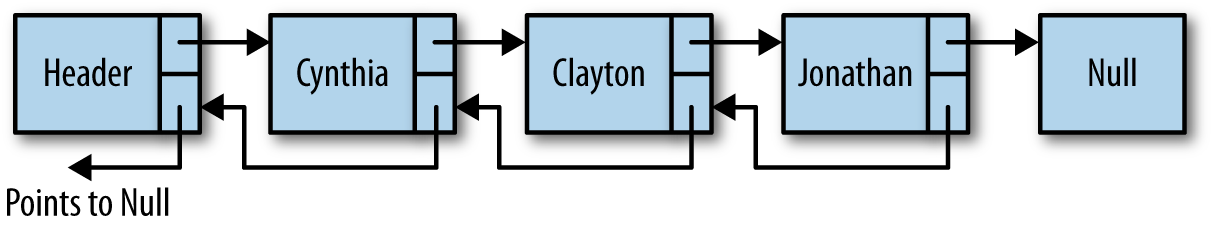 Header
Cynthia
Clayton
Jonathan
Null
Points to Null